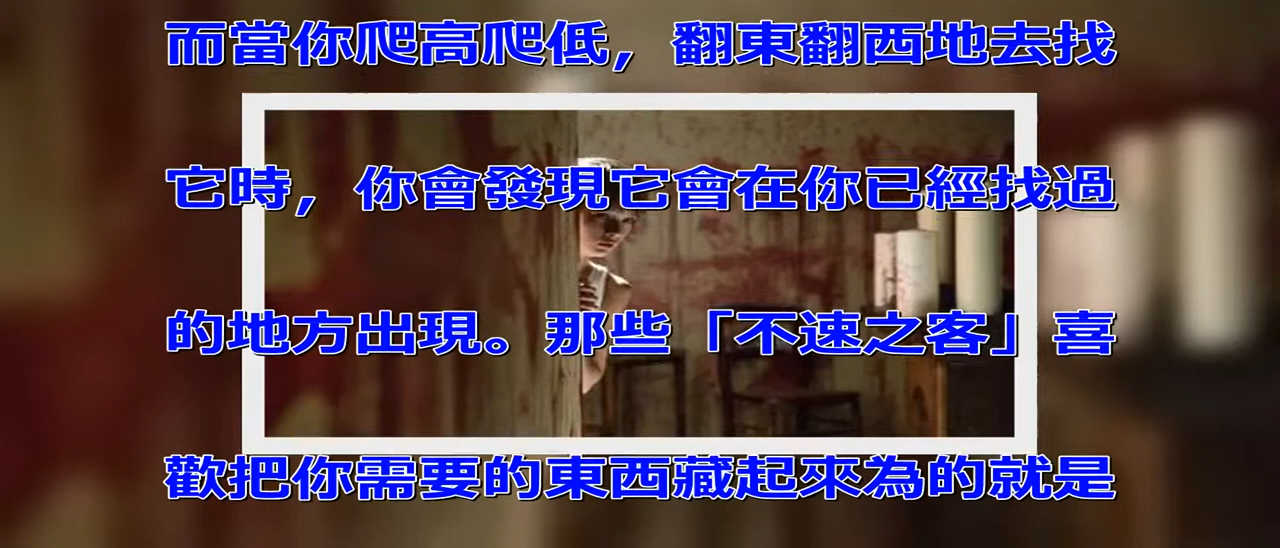 而當你爬高爬低，翻東翻西地去找
它時，你會發現它會在你已經找過
的地方出現。那些「不速之客」喜
歡把你需要的東西藏起來為的就是